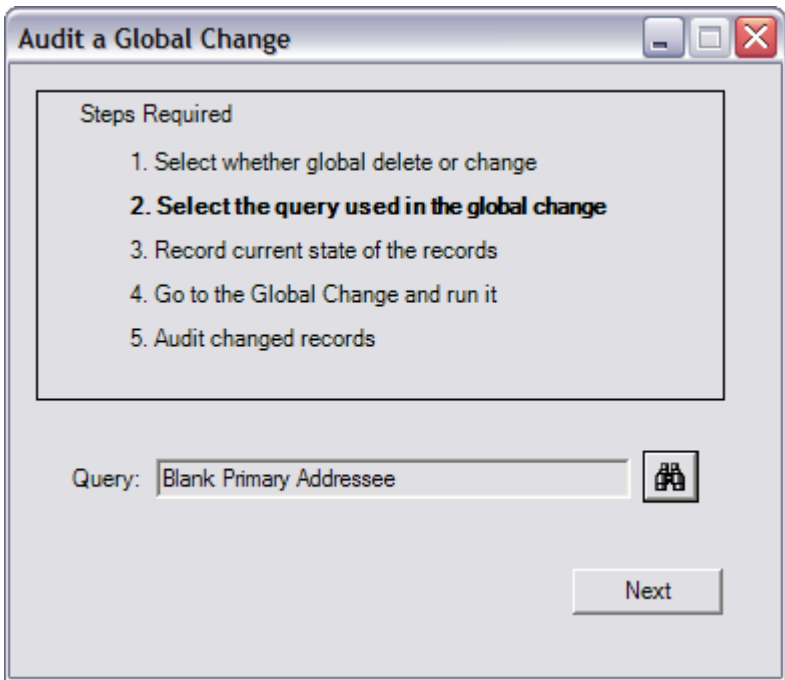 Audit a Global Change
Steps Required
1. Select whether global delete or change
2. Select the query used in the global change
3. Record current state of the records
4. Go to the Global Change and run it
5. Audit changed records
Query: Blank Primary Addressee
Next